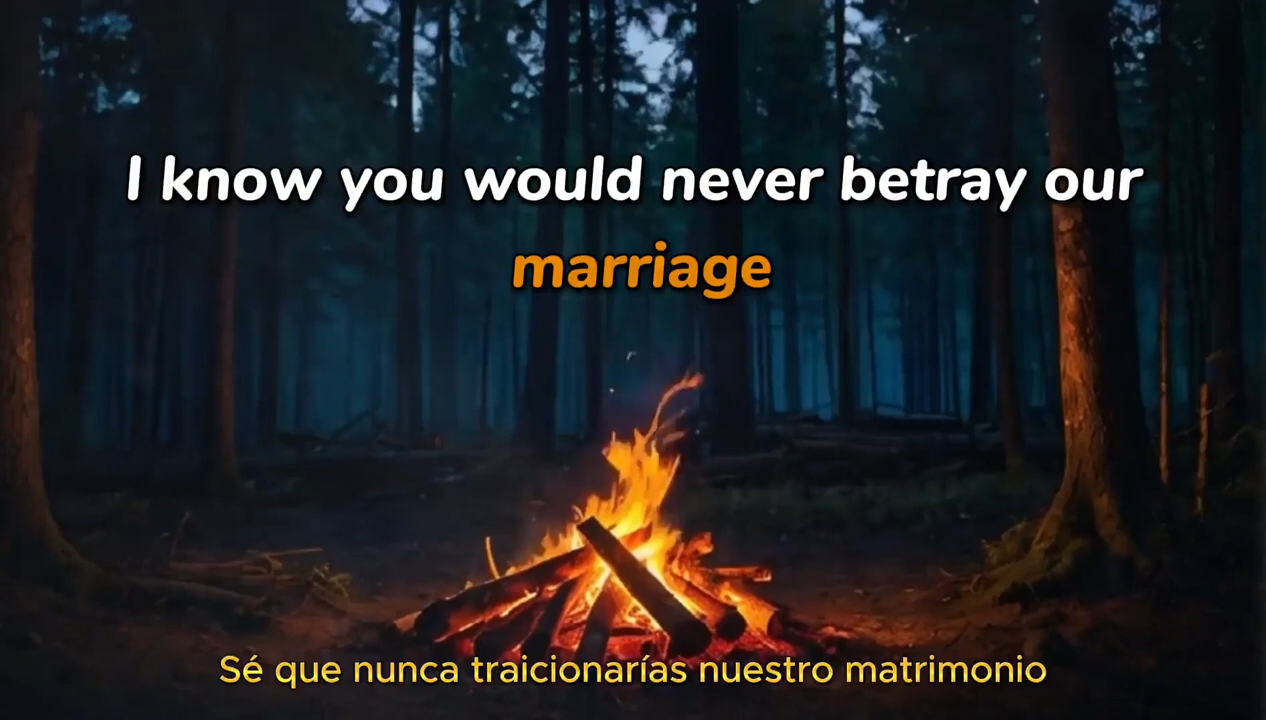 I know you would never betray our
marriage
Sé que nunca traicionarías nuestro matrimonio